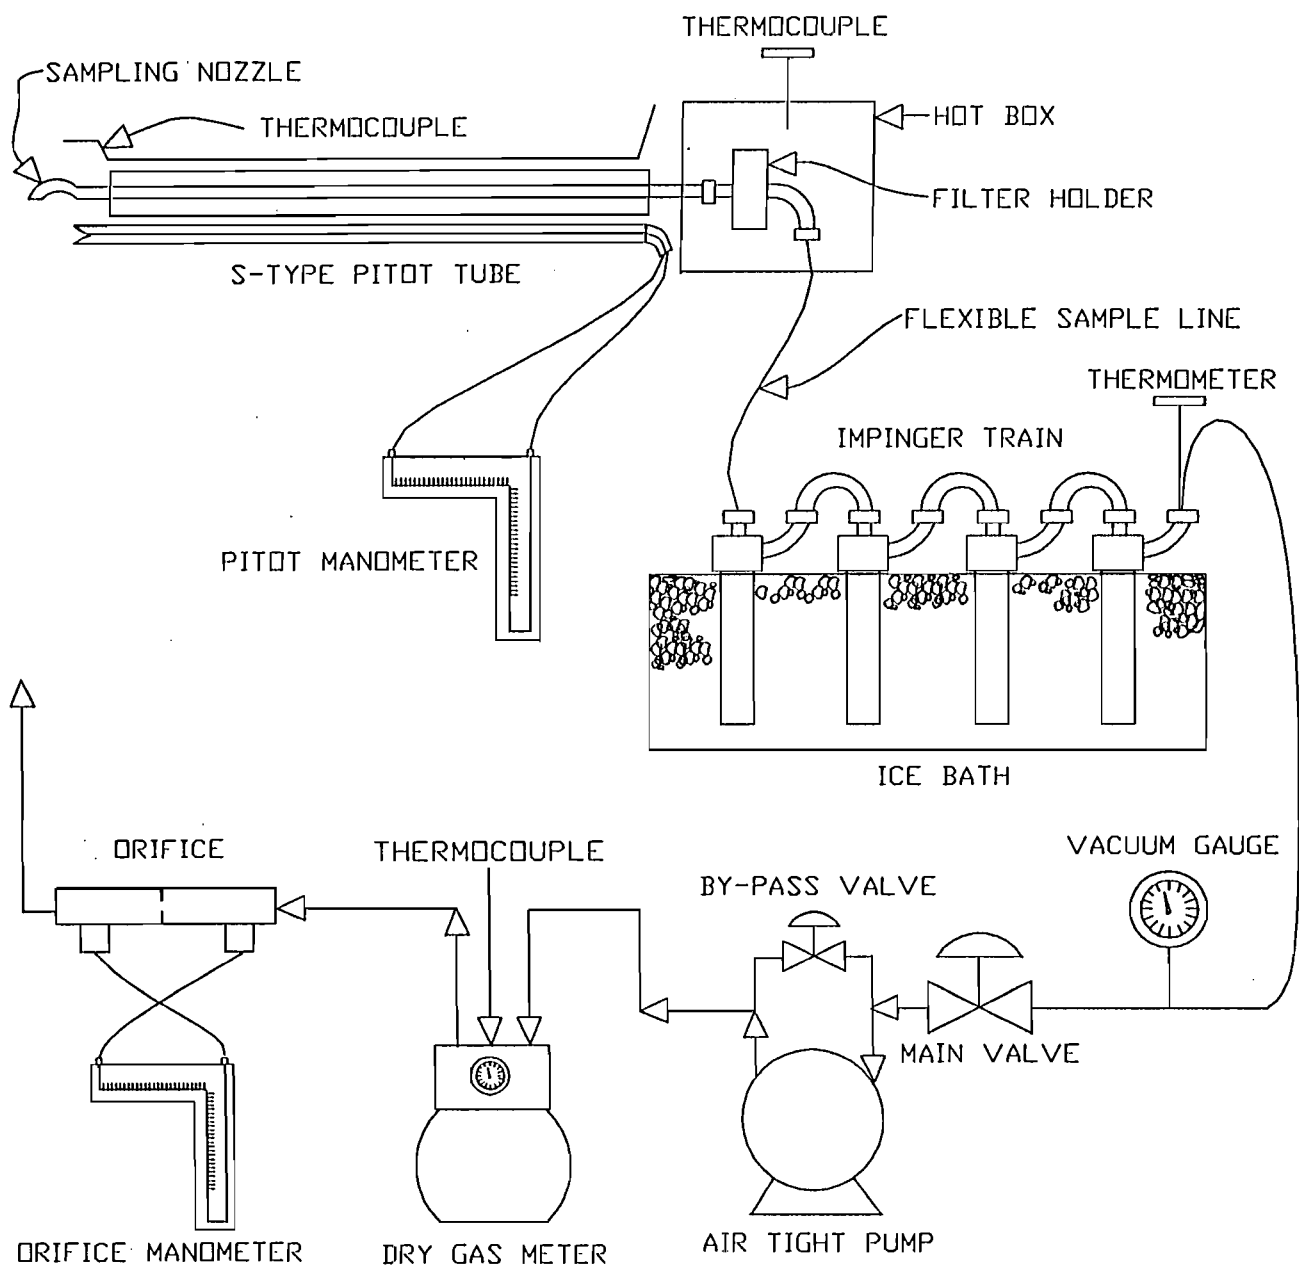 THERMOCOUPLE
SAMPLING NOZZLE
HOT BOX
THERMOCOUPLE
FILTER HOLDER
S-TYPE PITOT TUBE
FLEXIBLE SAMPLE LINE
THERMOMETER
IMPINGER TRAIN
PITOT MANOMETER
ICE BATH
ORIFICE
THERMOCOUPLE
VACUUM GAUGE
BY-PASS VALVE
MAIN VALVE
ORIFICE MANOMETER
DRY GAS METER
AIR TIGHT PUMP